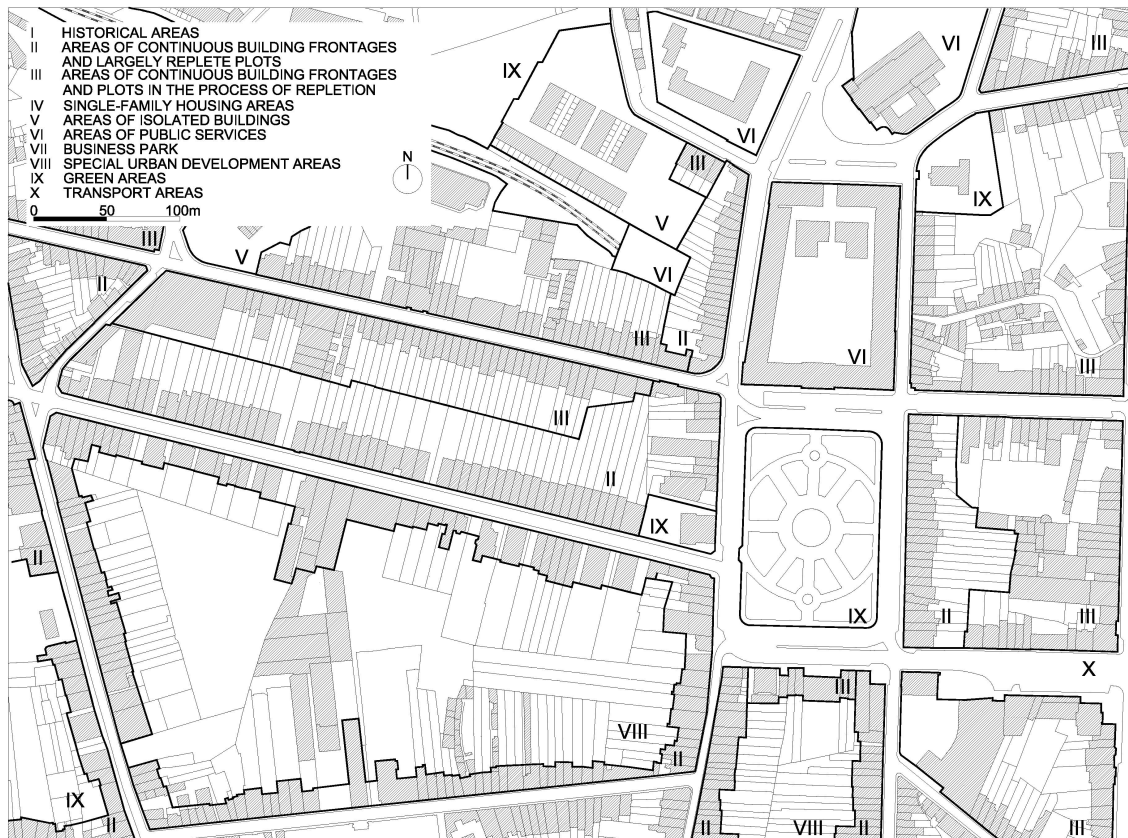 I HISTORICAL AREAS
II AREAS OF CONTINUOUS BUILDING FRONTAGES
AND LARGELY REPLETE PLOTS
III AREAS OF CONTINUOUS BUILDING FRONTAGES
AND PLOTS IN THE PROCESS OF REPLETION
IV SINGLE-FAMILY HOUSING AREAS
V AREAS OF ISOLATED BUILDINGS
VI AREAS OF PUBLIC SERVICES
VII BUSINESS PARK
VIII SPECIAL URBAN DEVELOPMENT AREAS
IX GREEN AREAS
X TRANSPORT AREAS
0 50 100m
N
VI
III
IX
VI
III
IX
V
III
V
VI
II
III
II
VI
III
III
II
IX
II
IX
II
III
X
III
VIII
II
IX
II
II
VIII
II
III